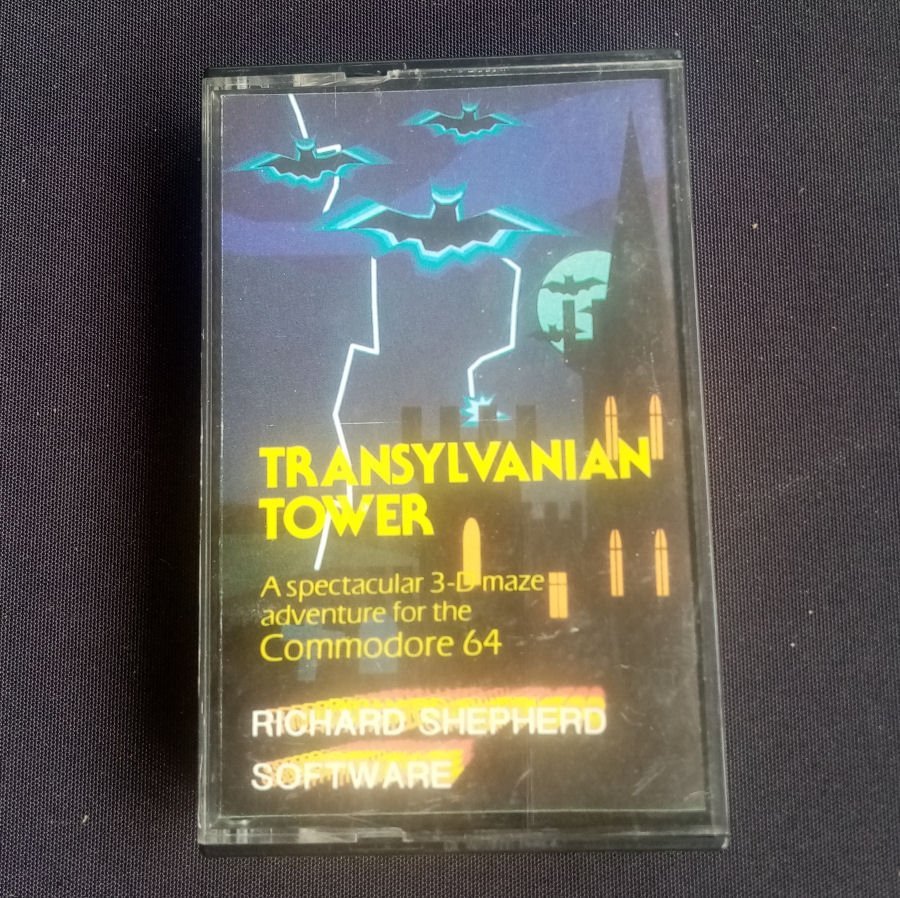 TRANSYLVANIAN
TOWER
A spectacular 3-D maze
adventure for the
Commodore 64
RICHARD SHEPHERD
SOFTWARE